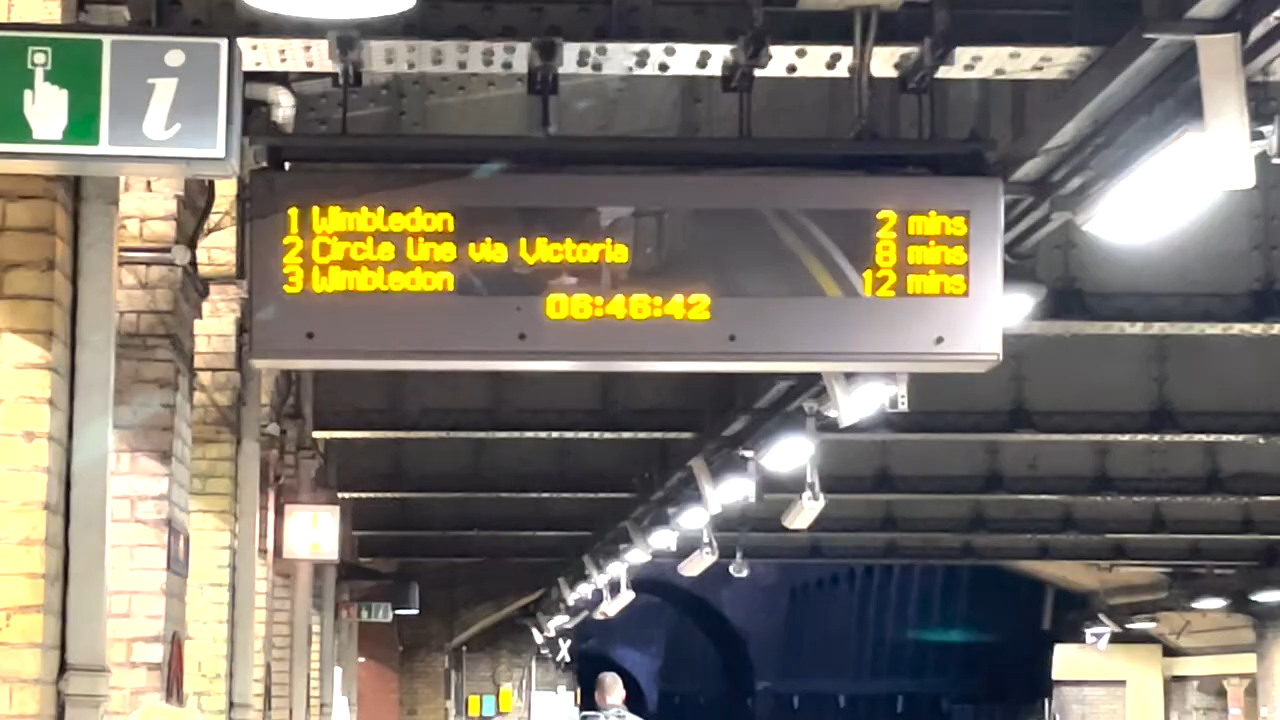 i
1 Wimbledon 2 mins
2 Circle line via Victoria 8 mins
3 Wimbledon 12 mins
06:46:42